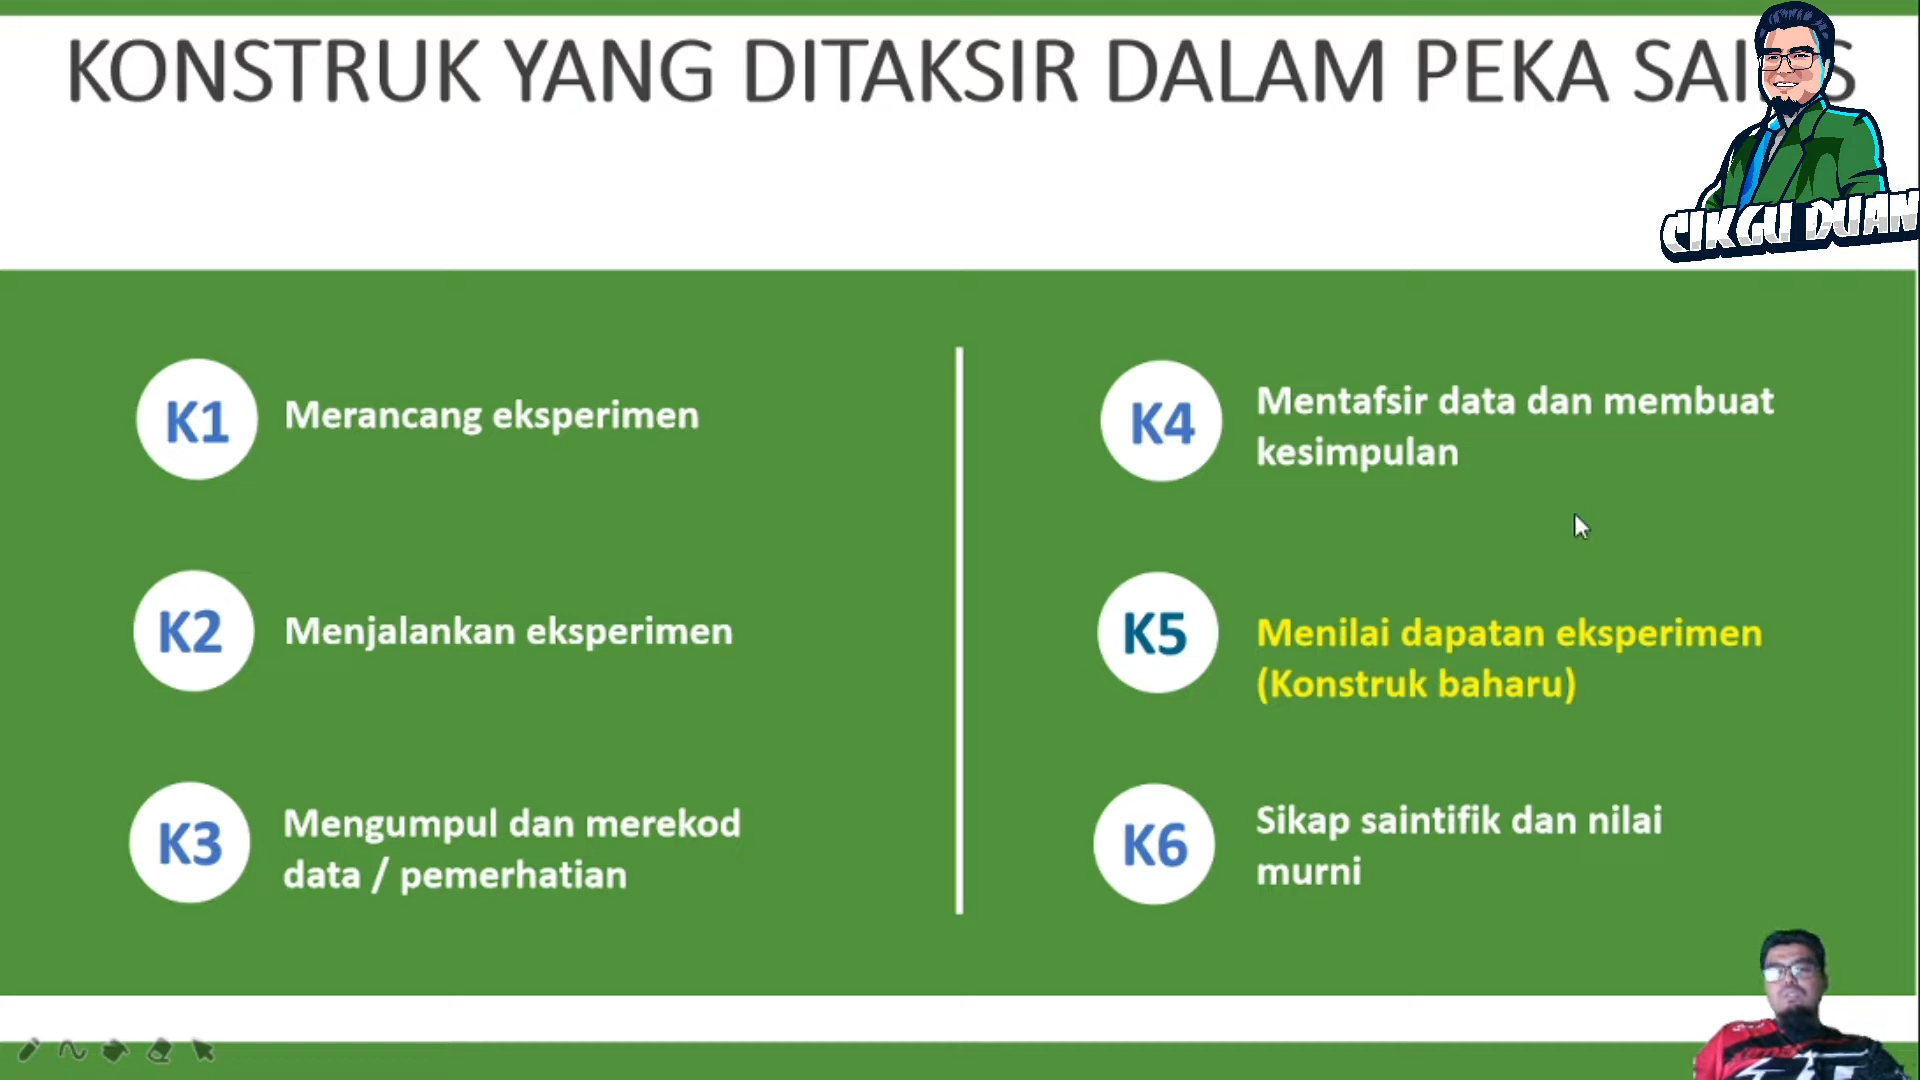 KONSTRUK YANG DITAKSIR DALAM PEKA SAINS
CIKGU DUAN
K1
Merancang eksperimen
K2
Menjalankan eksperimen
K3
Mengumpul dan merekod
data / pemerhatian
K4
Mentafsir data dan membuat
kesimpulan
K5
Menilai dapatan eksperimen
(Konstruk baharu)
K6
Sikap saintifik dan nilai
murni